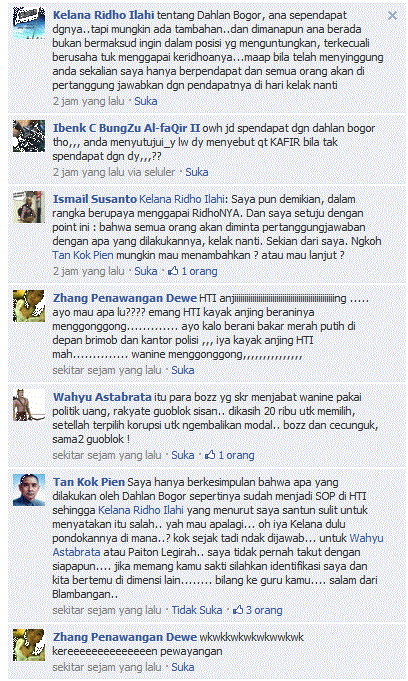 Kelana Ridho Ilahi tentang Dahlan Bogor, ana sependapat
dgnya..tapi mungkin ada tambahan..dan dimanapun ana berada
bukan bermaksud ingin dalam posisi yg menguntungkan, terkecuali
berusaha tuk menggapai keridhoanya...maap bila telah menyinggung
anda sekalian saya hanya berpendapat dan semua orang akan di
pertanggung jawabkan dgn pendapatnya di hari kelak nanti
2 jam yang lalu · Suka
Ibenk C BungZu Al-faQir II owh jd spendapat dgn dahlan bogor
tho,,, anda menyutujui_y lw dy menyebut qt KAFIR bila tak
spendapat dgn dy,,,??
2 jam yang lalu via seluler · Suka
Ismail Susanto Kelana Ridho Ilahi: Saya pun demikian, dalam
rangka berupaya menggapai RidhoNYA. Dan saya setuju dengan
point ini : bahwa semua orang akan diminta pertanggungjawaban
dengan apa yang dilakukannya, kelak nanti. Sekian dari saya. Ngkoh
Tan Kok Pien mungkin mau menambahkan ? atau mau lanjut ?
2 jam yang lalu · Suka · 1 orang
Zhang Penawangan Dewe HTI anjiiiiiiiiiiiiiiiiiiiiiiiiiiiiiiiiiiiiiiiiiing .....
ayo mau apa lu???? emang HTI kayak anjing beraninya
menggonggong............. ayo kalo berani bakar merah putih di
depan brimob dan kantor polisi ,,, iya kayak anjing HTI
mah.............. wanine menggonggong,,,,,,,,,,,,,,,
sekitar sejam yang lalu · Suka
Wahyu Astabrata itu para bozz yg skr menjabat wanine pakai
politik uang, rakyate guoblok sisan.. dikasih 20 ribu utk memilih,
setellah terpilih korupsi utk ngembalikan modal.. bozz dan cecunguk,
sama2 guoblok !
sekitar sejam yang lalu · Suka · 1 orang
Tan Kok Pien Saya hanya berkesimpulan bahwa apa yang
dilakukan oleh Dahlan Bogor sepertinya sudah menjadi SOP di HTI
sehingga Kelana Ridho Ilahi yang menurut saya santun sulit untuk
menyatakan itu salah.. yah mau apalagi... oh iya Kelana dulu
pondokannya di mana..? kok sejak tadi ndak dijawab... untuk Wahyu
Astabrata atau Paiton Legirah.. saya tidak pernah takut dengan
siapapun.... jika memang kamu sakti silahkan identifikasi saya dan
kita bertemu di dimensi lain........ bilang ke guru kamu.... salam dari
Blambangan..
sekitar sejam yang lalu · Tidak Suka · 3 orang
Zhang Penawangan Dewe wkwkkwkwkwkwwkwk
kereeeeeeeeeeeeeen pewayangan
sekitar sejam yang lalu · Suka